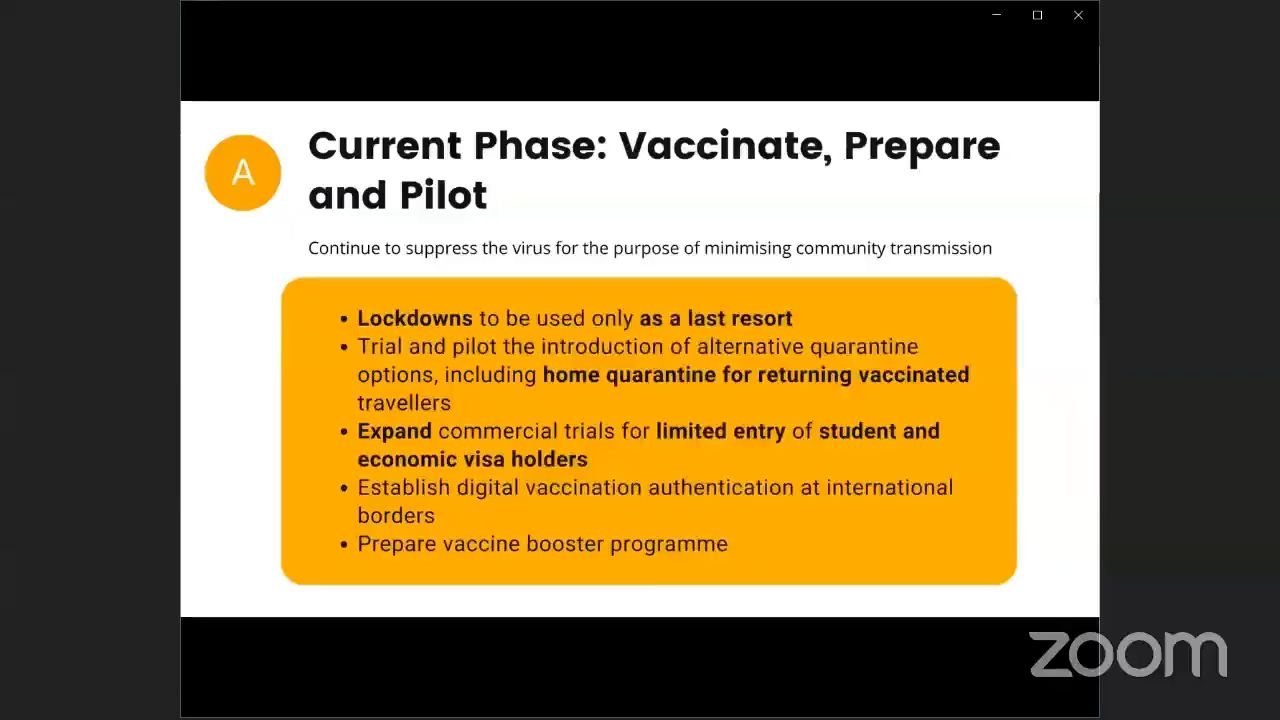 A
Current Phase: Vaccinate, Prepare
and Pilot
Continue to suppress the virus for the purpose of minimising community transmission
• Lockdowns to be used only as a last resort
• Trial and pilot the introduction of alternative quarantine
options, including home quarantine for returning vaccinated
travellers
• Expand commercial trials for limited entry of student and
economic visa holders
• Establish digital vaccination authentication at international
borders
• Prepare vaccine booster programme
zoom